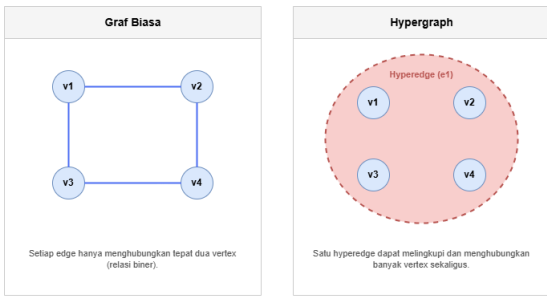 Graf Biasa
v1
v2
v3
v4
Setiap edge hanya menghubungkan tepat dua vertex
(relasi biner).
Hypergraph
Hyperedge (e1)
v1
v2
v3
v4
Satu hyperedge dapat melingkupi dan menghubungkan
banyak vertex sekaligus.